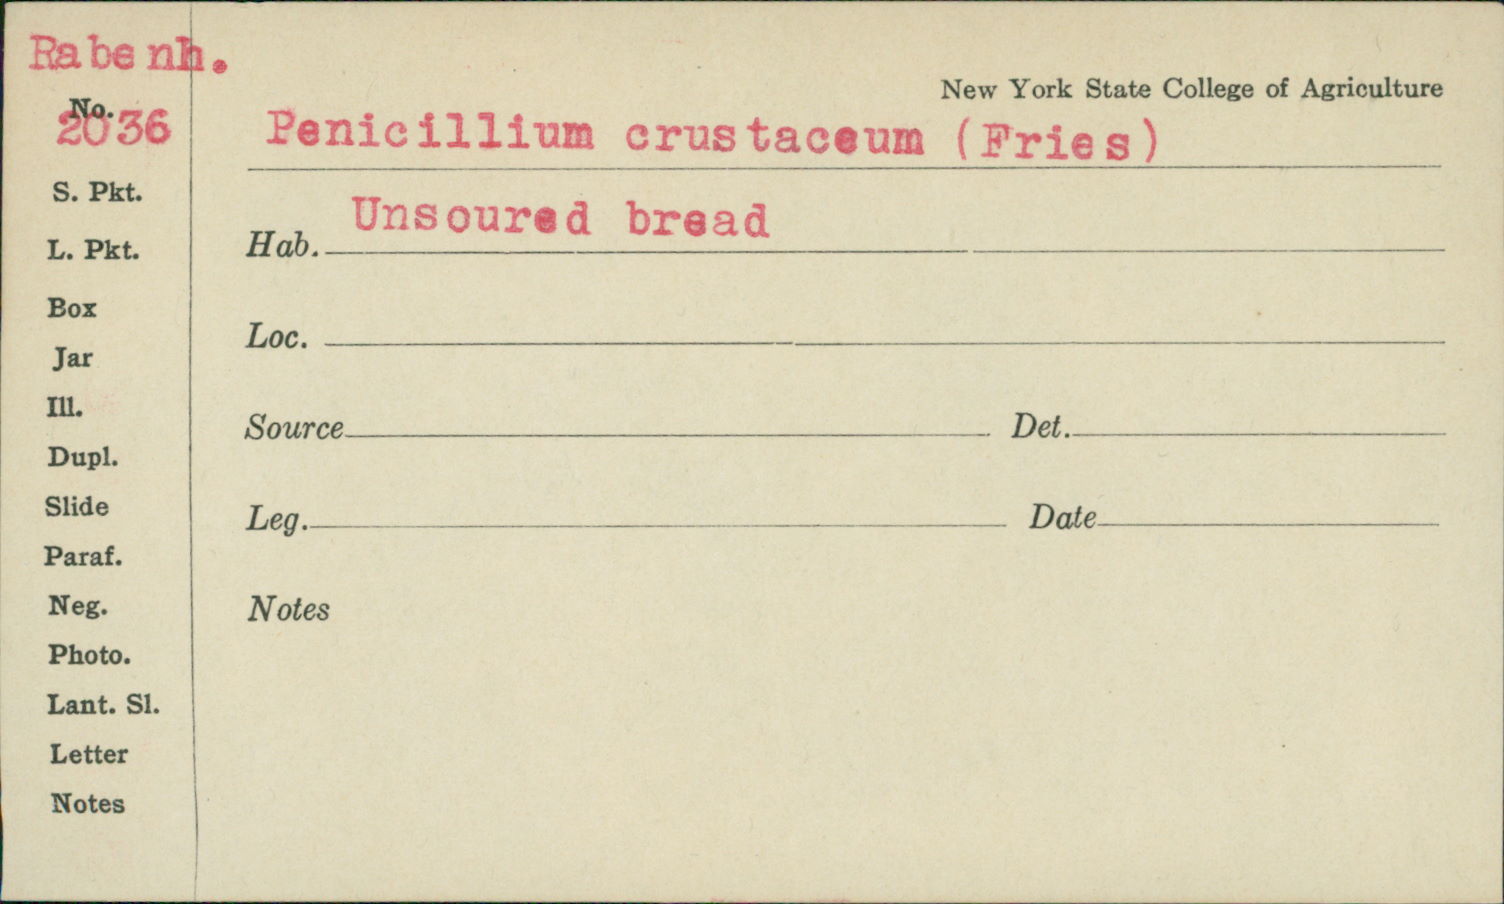 Rabenh.
New York State College of Agriculture
No.
2036
Penicillium crustaceum (Fries)
S. Pkt.
Unsoured bread
L. Pkt.
Hab.
Box
Loc.
Jar
Ill.
Source
Det.
Dupl.
Slide
Leg.
Date
Paraf.
Neg.
Notes
Photo.
Lant. Sl.
Letter
Notes